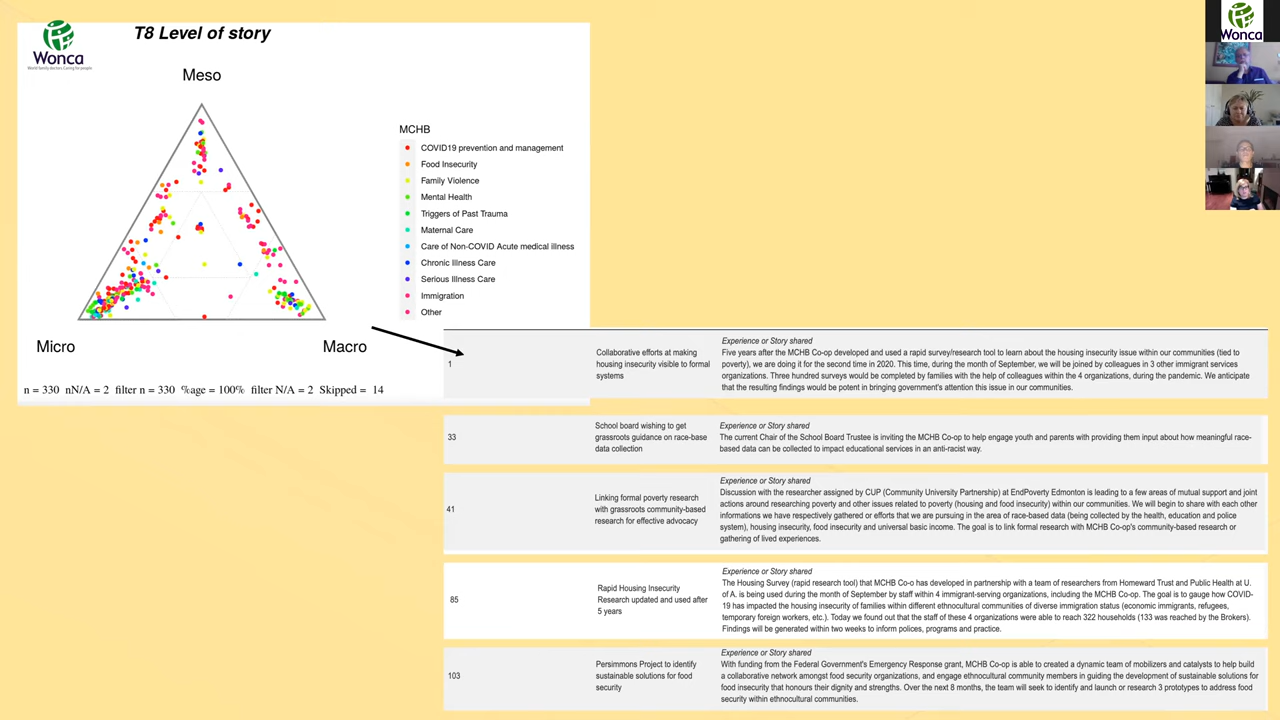 T8 Level of story
Wonca
World family doctors. Caring for people.
Meso
Micro
Macro
MCHB
COVID19 prevention and management
Food Insecurity
Family Violence
Mental Health
Triggers of Past Trauma
Maternal Care
Care of Non-COVID Acute medical illness
Chronic Illness Care
Serious Illness Care
Immigration
Other
n = 330 nN/A = 2 filter n = 330 %age = 100% filter N/A = 2 Skipped = 14
1
Collaborative efforts at making
housing insecurity visible to formal
systems
Experience or Story shared
Five years after the MCHB Co-op developed and used a rapid survey/research tool to learn about the housing insecurity issue within our communities (tied to
poverty), we are doing it for the second time in 2020. This time, during the month of September, we will be joined by colleagues in 3 other immigrant services
organizations. Three hundred surveys would be completed by families with the help of colleagues within the 4 organizations, during the pandemic. We anticipate
that the resulting findings would be potent in bringing government's attention this issue in our communities.
33
School board wishing to get
grassroots guidance on race-base
data collection
Experience or Story shared
The current Chair of the School Board Trustee is inviting the MCHB Co-op to help engage youth and parents with providing them input about how meaningful race-
based data can be collected to impact educational services in an anti-racist way.
41
Linking formal poverty research
with grassroots community-based
research for effective advocacy
Experience or Story shared
Discussion with the researcher assigned by CUP (Community University Partnership) at EndPoverty Edmonton is leading to a few areas of mutual support and joint
actions around researching poverty and other issues related to poverty (housing and food insecurity) within our communities. We will begin to share with each other
informations we have respectively gathered or efforts that we are pursuing in the area of race-based data (being collected by the health, education and police
system), housing insecurity, food insecurity and universal basic income. The goal is to link formal research with MCHB Co-op's community-based research or
gathering of lived experiences.
85
Rapid Housing Insecurity
Research updated and used after
5 years
Experience or Story shared
The Housing Survey (rapid research tool) that MCHB Co-o has developed in partnership with a team of researchers from Homeward Trust and Public Health at U.
of A. is being used during the month of September by staff within 4 immigrant-serving organizations, including the MCHB Co-op. The goal is to gauge how COVID-
19 has impacted the housing insecurity of families within different ethnocultural communities of diverse immigration status (economic immigrants, refugees,
temporary foreign workers, etc.). Today we found out that the staff of these 4 organizations were able to reach 322 households (133 was reached by the Brokers).
Findings will be generated within two weeks to inform polices, programs and practice.
103
Persimmons Project to identify
sustainable solutions for food
security
Experience or Story shared
With funding from the Federal Government's Emergency Response grant, MCHB Co-op is able to created a dynamic team of mobilizers and catalysts to help build
a collaborative network amongst food security organizations, and engage ethnocultural community members in guiding the development of sustainable solutions for
food insecurity that honours their dignity and strengths. Over the next 8 months, the team will seek to identify and launch or research 3 prototypes to address food
security within ethnocultural communities.
Wonca